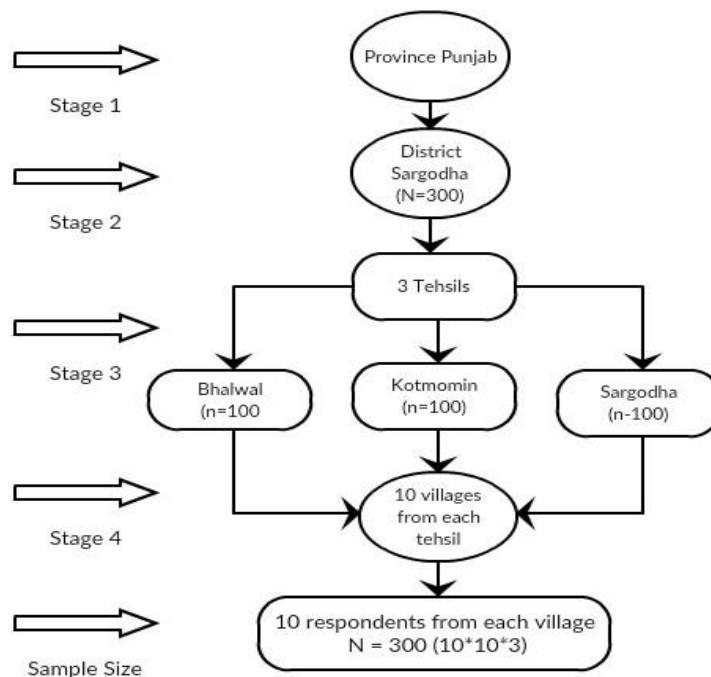 Province Punjab
Stage 1
District
Sargodha
(N=300)
Stage 2
3 Tehsils
Stage 3
Bhalwal
(n=100
Kotmomin
(n=100)
Sargodha
(n-100)
10 villages
from each
tehsil
Stage 4
10 respondents from each village
N = 300 (10*10*3)
Sample Size